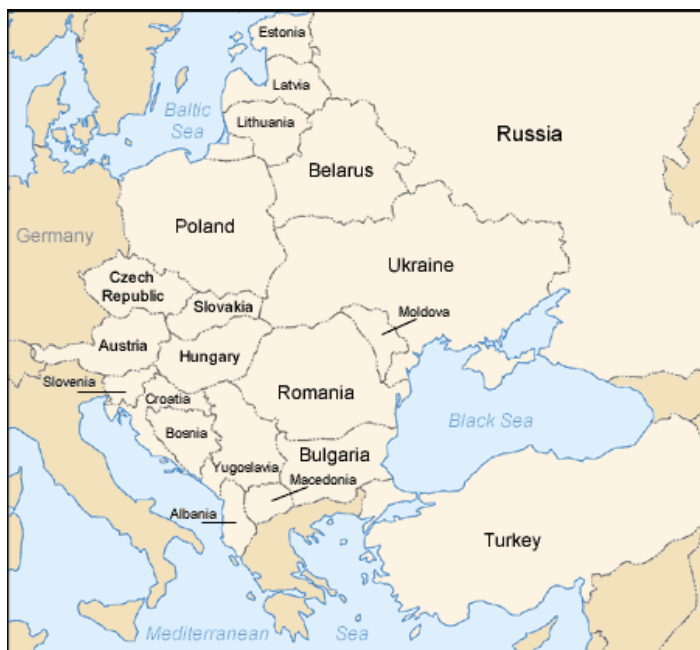 Estonia
Latvia
Baltic
Sea
Lithuania
Russia
Belarus
Poland
Germany
Ukraine
Czech
Republic
Slovakia
Moldova
Austria
Hungary
Slovenia
Romania
Croatia
Black Sea
Bosnia
Bulgaria
Yugoslavia
Macedonia
Albania
Turkey
Mediterranean
Sea